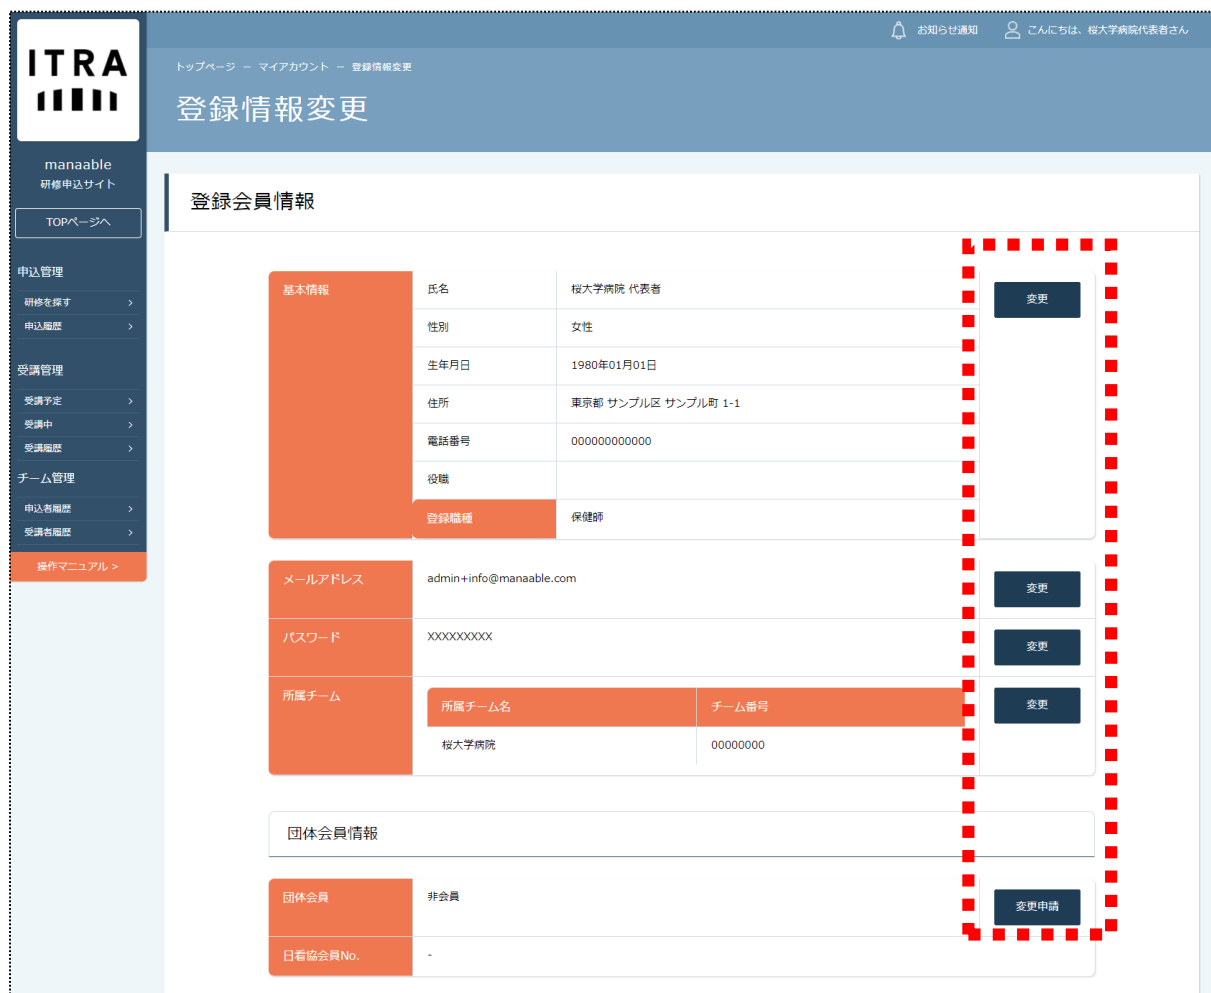 お知らせ通知
こんにちは、桜大学病院代表者さん
ITRA
トップページ － マイアカウント － 登録情報変更
登録情報変更
manaable
研修申込サイト
TOPページへ
申込管理
研修を探す >
申込履歴 >
受講管理
受講予定 >
受講中 >
受講履歴 >
チーム管理
申込者履歴 >
受講者履歴 >
操作マニュアル >
登録会員情報
基本情報 氏名 桜大学病院 代表者 変更
性別 女性
生年月日 1980年01月01日
住所 東京都 サンプル区 サンプル町 1-1
電話番号 000000000000
役職
登録職種 保健師
メールアドレス admin+info@manaable.com 変更
パスワード XXXXXXXXX 変更
所属チーム 所属チーム名 チーム番号 変更
桜大学病院 00000000
団体会員情報
団体会員 非会員 変更申請
日看協会員No. -